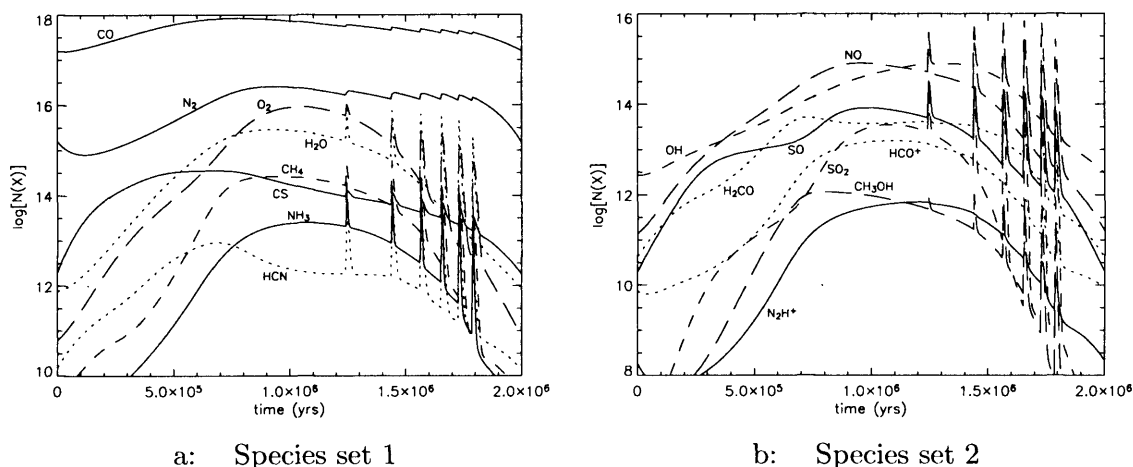 18
16
14
12
10
log[N(X)]
CO
N₂
O₂
H₂O
CH₄
CS
NH₃
HCN
0
5.0×10⁵
1.0×10⁶
1.5×10⁶
2.0×10⁶
time (yrs)
a: Species set 1
16
14
12
10
8
log[N(X)]
NO
OH
SO
HCO⁺
SO₂
H₂CO
CH₃OH
N₂H⁺
0
5.0×10⁵
1.0×10⁶
1.5×10⁶
2.0×10⁶
time (yrs)
b: Species set 2